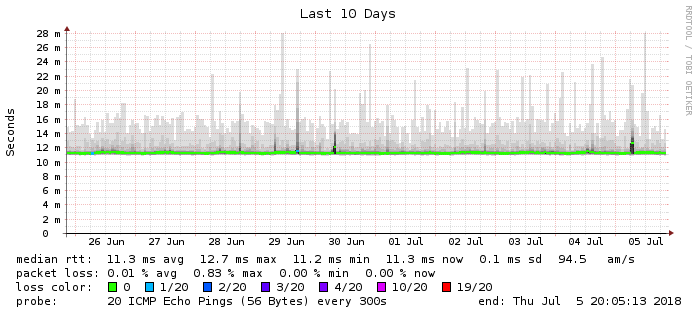 Last 10 Days
RRDTOOL / TOBI OETIKER
Seconds
28 m
26 m
24 m
22 m
20 m
18 m
16 m
14 m
12 m
10 m
8 m
6 m
4 m
2 m
0
26 Jun 27 Jun 28 Jun 29 Jun 30 Jun 01 Jul 02 Jul 03 Jul 04 Jul 05 Jul
median rtt: 11.3 ms avg 12.7 ms max 11.2 ms min 11.3 ms now 0.1 ms sd 94.5 am/s
packet loss: 0.01 % avg 0.83 % max 0.00 % min 0.00 % now
loss color: 0 1/20 2/20 3/20 4/20 10/20 19/20
probe: 20 ICMP Echo Pings (56 Bytes) every 300s end: Thu Jul 5 20:05:13 2018